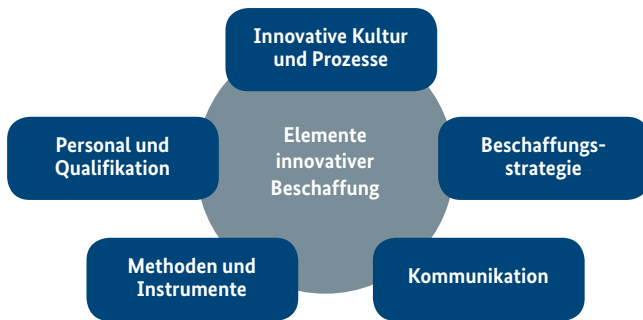 Innovative Kultur
und Prozesse
Elemente
innovativer
Beschaffung
Personal und
Qualifikation
Beschaffungs-
strategie
Methoden und
Instrumente
Kommunikation